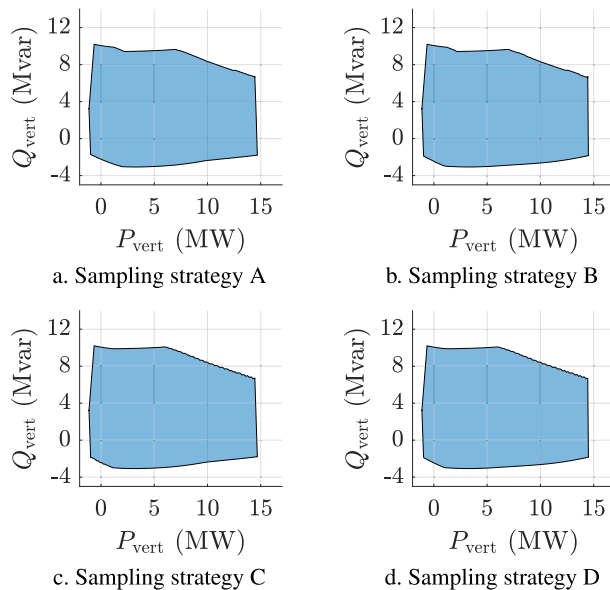 12
8
4
0
-4
Q_vert (Mvar)
0 5 10 15
P_vert (MW)
a. Sampling strategy A
12
8
4
0
-4
Q_vert (Mvar)
0 5 10 15
P_vert (MW)
b. Sampling strategy B
12
8
4
0
-4
Q_vert (Mvar)
0 5 10 15
P_vert (MW)
c. Sampling strategy C
12
8
4
0
-4
Q_vert (Mvar)
0 5 10 15
P_vert (MW)
d. Sampling strategy D